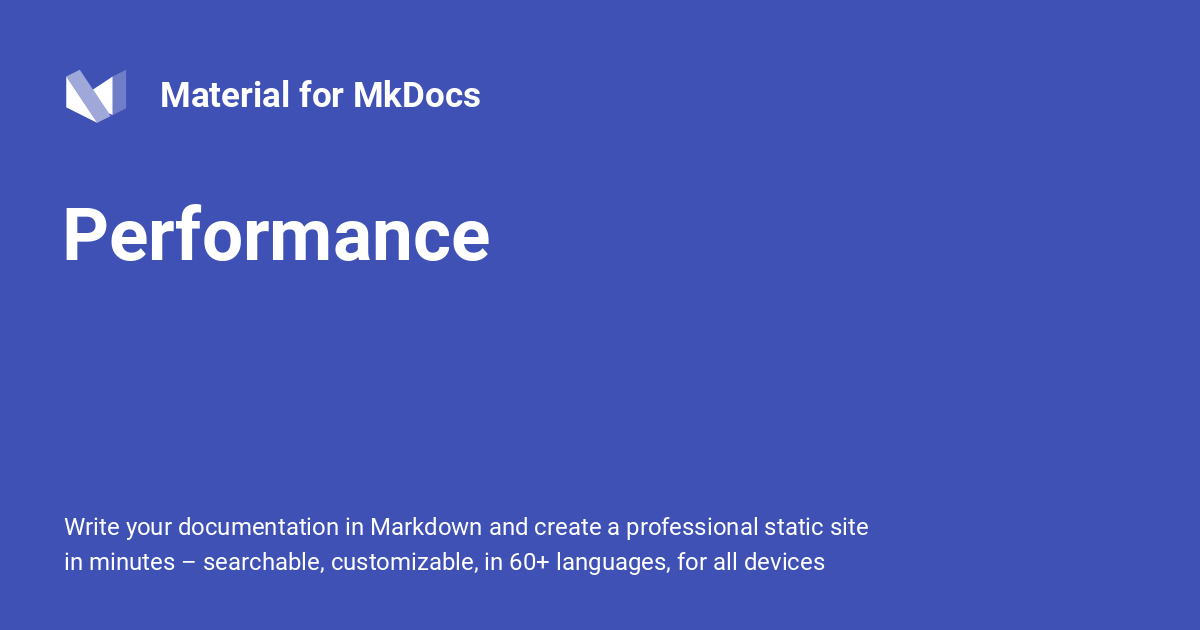 Material for MkDocs
Performance
Write your documentation in Markdown and create a professional static site
in minutes – searchable, customizable, in 60+ languages, for all devices